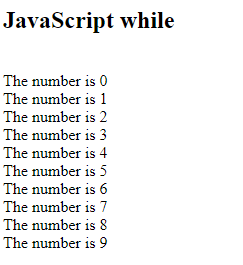 JavaScript while
The number is 0
The number is 1
The number is 2
The number is 3
The number is 4
The number is 5
The number is 6
The number is 7
The number is 8
The number is 9